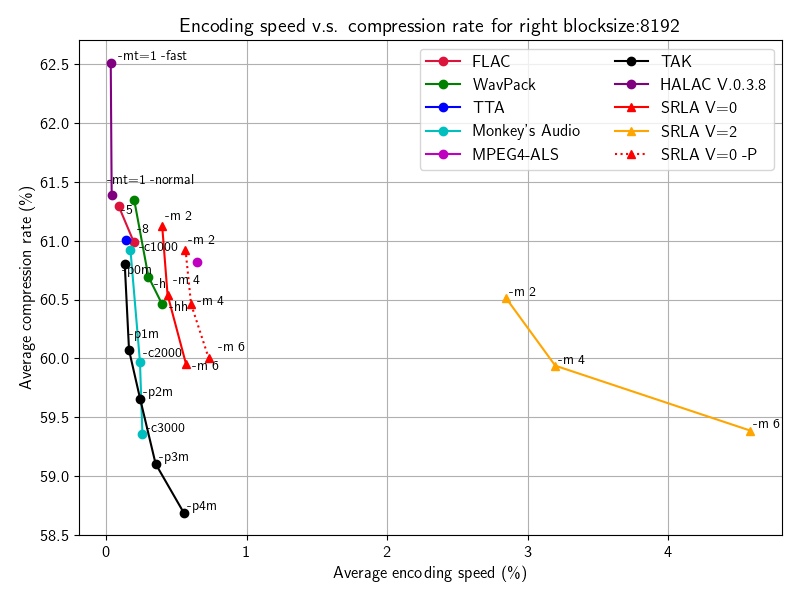 Encoding speed v.s. compression rate for right blocksize:8192
Average compression rate (%)
62.5
62.0
61.5
61.0
60.5
60.0
59.5
59.0
58.5
FLAC
WavPack
TTA
Monkey's Audio
MPEG4-ALS
TAK
HALAC V.0.3.8
SRLA V=0
SRLA V=2
SRLA V=0 -P
-mt=1 -fast
-mt=1 -normal
-5
-8
-m 2
-m 2
-c1000
-p0m
-h
-m 4
-m 4
-hh
-p1m
-m 6
-c2000
-m 6
-p2m
-c3000
-p3m
-p4m
-m 2
-m 4
-m 6
0
1
2
3
4
Average encoding speed (%)